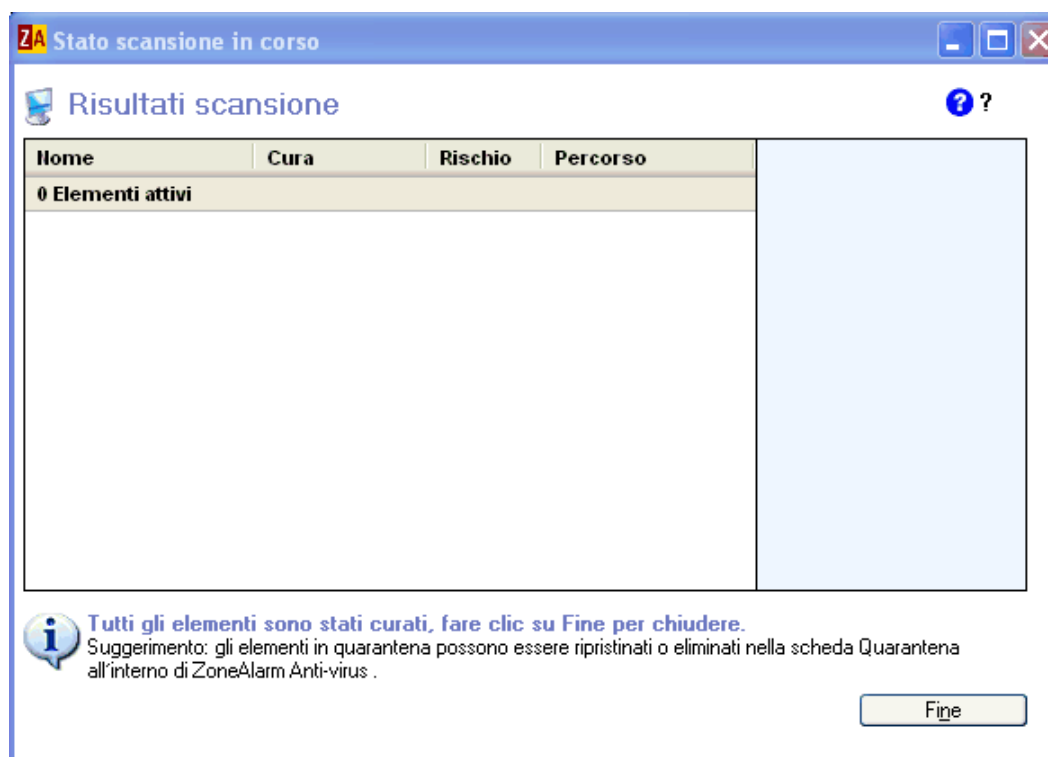 ZA Stato scansione in corso
Risultati scansione
? ?
Nome Cura Rischio Percorso
0 Elementi attivi
Tutti gli elementi sono stati curati, fare clic su Fine per chiudere.
Suggerimento: gli elementi in quarantena possono essere ripristinati o eliminati nella scheda Quarantena
all'interno di ZoneAlarm Anti-virus .
Fine